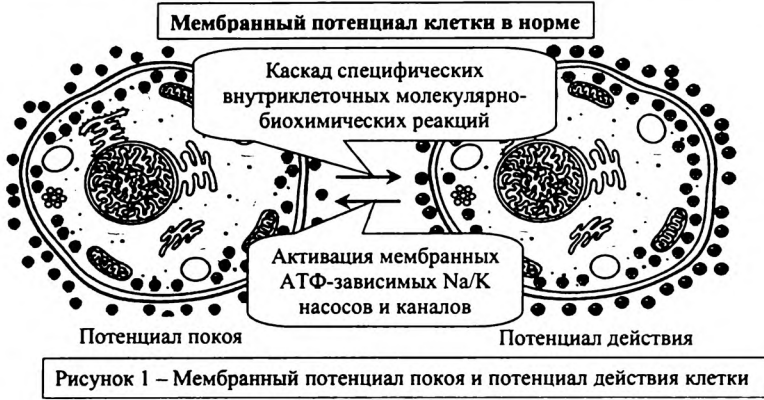 Мембранный потенциал клетки в норме
Каскад специфических
внутриклеточных молекулярно-
биохимических реакций
Активация мембранных
АТФ-зависимых Na/K
насосов и каналов
Потенциал покоя
Потенциал действия
Рисунок 1 – Мембранный потенциал покоя и потенциал действия клетки